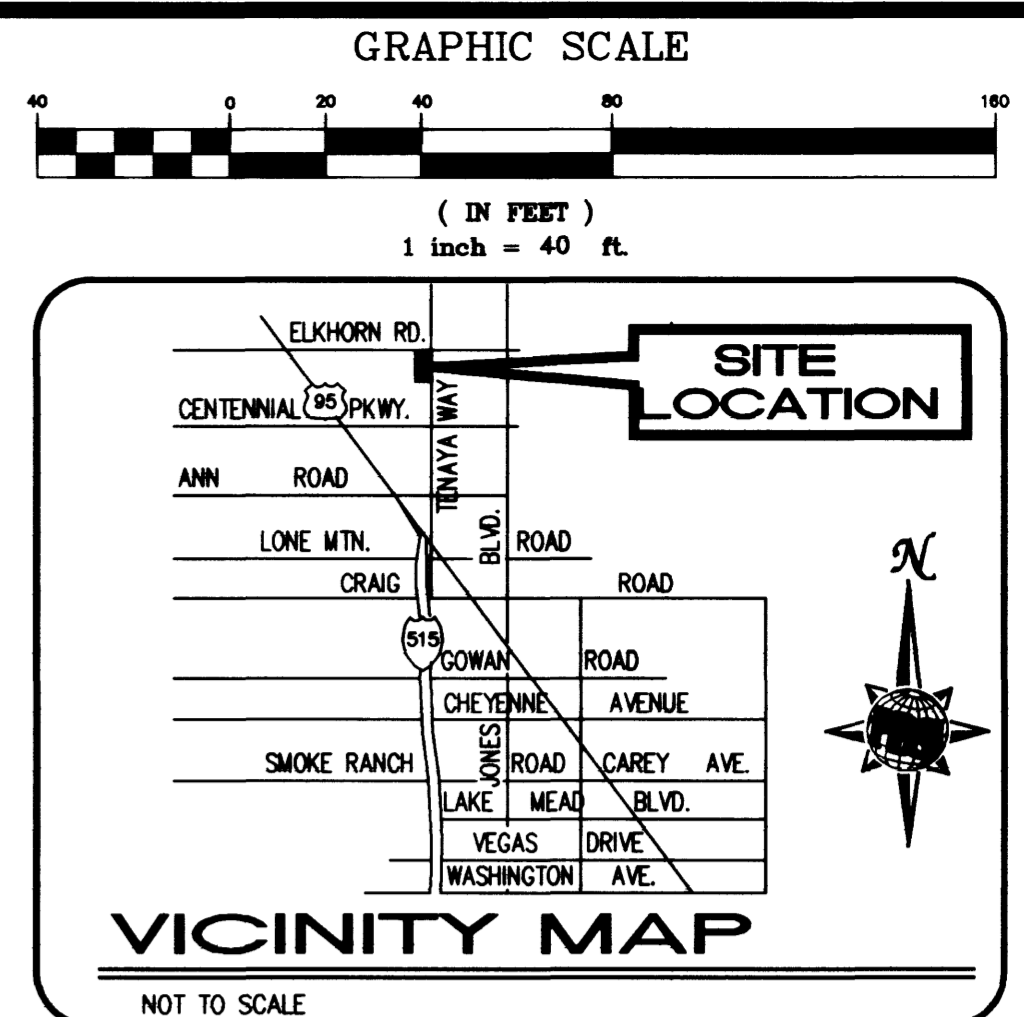 GRAPHIC SCALE
40 0 20 40 80 160
( IN FEET )
1 inch = 40 ft.
ELKHORN RD.
SITE
LOCATION
95
CENTENNIAL PKWY.
TENAYA WAY
ANN ROAD
BLVD.
LONE MTN. ROAD
N
CRAIG ROAD
515
GOWAN ROAD
CHEYENNE AVENUE
JONES
SMOKE RANCH ROAD CAREY AVE.
LAKE MEAD BLVD.
VEGAS DRIVE
WASHINGTON AVE.
VICINITY MAP
NOT TO SCALE